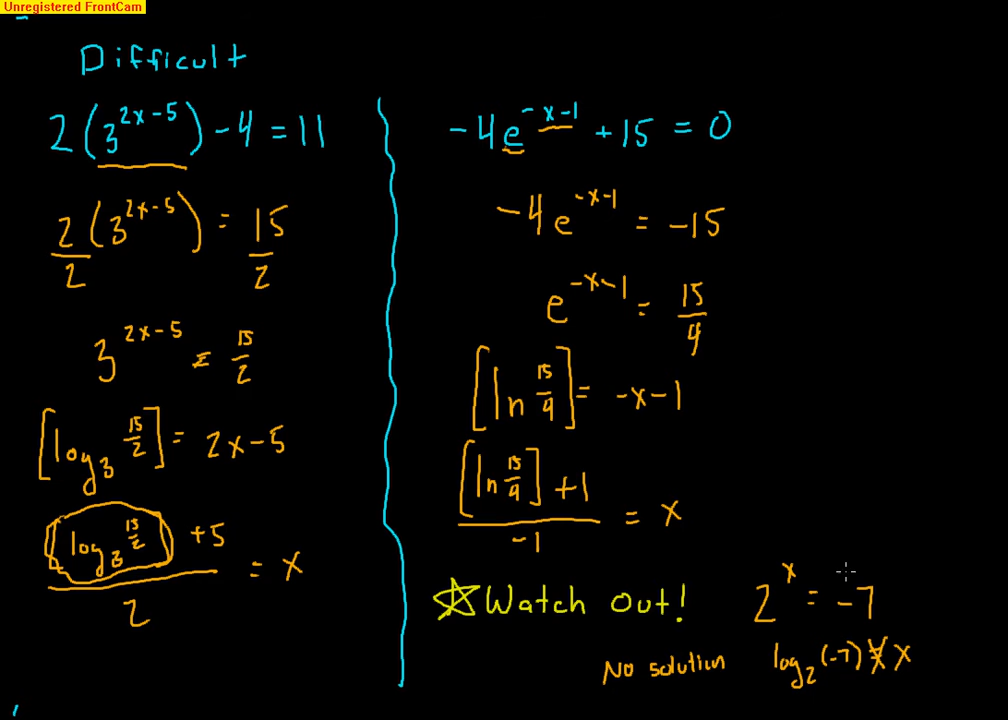 Unregistered FrontCam
Difficult
2(3^{2x-5}) - 4 = 11
2(3^{2x-5}) / 2 = 15/2
3^{2x-5} = 15/2
[log_3 15/2] = 2x-5
([log_3 15/2] + 5) / 2 = x
-4e^{-x-1} + 15 = 0
-4e^{-x-1} = -15
e^{-x-1} = 15/4
[ln 15/4] = -x-1
([ln 15/4] + 1) / -1 = x
☆ Watch Out! 2^x = -7
No solution log_2(-7) ≠ x